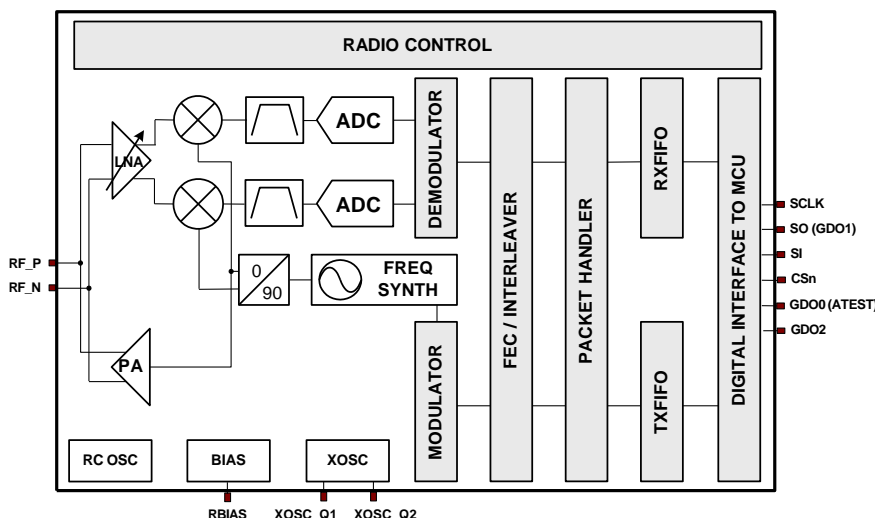 RADIO CONTROL
LNA
ADC
ADC
DEMODULATOR
FEC / INTERLEAVER
PACKET HANDLER
RXFIFO
DIGITAL INTERFACE TO MCU
SCLK
SO (GDO1)
SI
CSn
GDO0 (ATEST)
GDO2
RF_P
RF_N
0
90
FREQ
SYNTH
PA
MODULATOR
TXFIFO
RC OSC
BIAS
XOSC
RBIAS
XOSC_Q1
XOSC_Q2